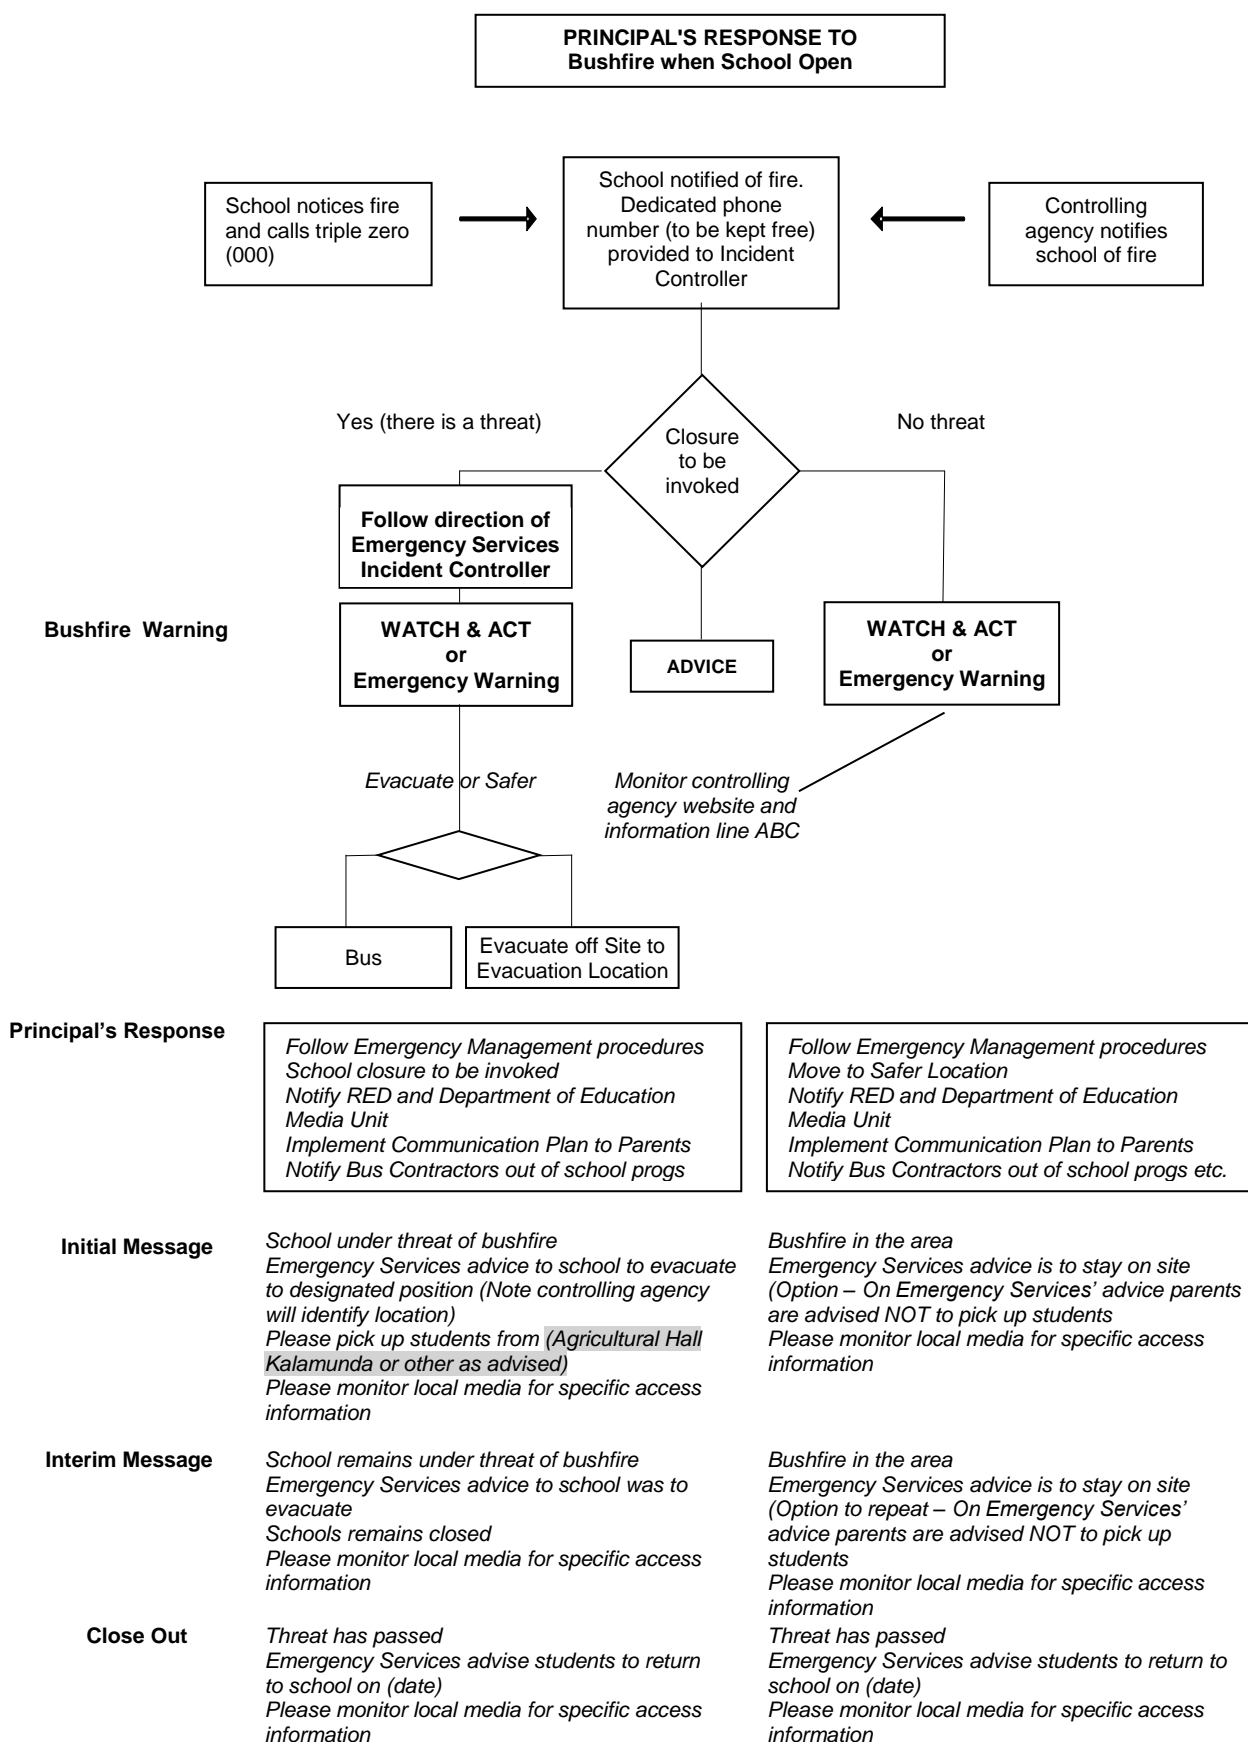 PRINCIPAL'S RESPONSE TO
Bushfire when School Open
School notices fire
and calls triple zero
(000)
School notified of fire.
Dedicated phone
number (to be kept free)
provided to Incident
Controller
Controlling
agency notifies
school of fire
Yes (there is a threat)
No threat
Closure
to be
invoked
Follow direction of
Emergency Services
Incident Controller
Bushfire Warning
WATCH & ACT
or
Emergency Warning
ADVICE
WATCH & ACT
or
Emergency Warning
Evacuate or Safer
Monitor controlling
agency website and
information line ABC
Bus
Evacuate off Site to
Evacuation Location
Principal’s Response
Follow Emergency Management procedures
School closure to be invoked
Notify RED and Department of Education
Media Unit
Implement Communication Plan to Parents
Notify Bus Contractors out of school progs
Follow Emergency Management procedures
Move to Safer Location
Notify RED and Department of Education
Media Unit
Implement Communication Plan to Parents
Notify Bus Contractors out of school progs etc.
Initial Message
School under threat of bushfire
Emergency Services advice to school to evacuate
to designated position (Note controlling agency
will identify location)
Please pick up students from (Agricultural Hall
Kalamunda or other as advised)
Please monitor local media for specific access
information
Bushfire in the area
Emergency Services advice is to stay on site
(Option – On Emergency Services’ advice parents
are advised NOT to pick up students
Please monitor local media for specific access
information
Interim Message
School remains under threat of bushfire
Emergency Services advice to school was to
evacuate
Schools remains closed
Please monitor local media for specific access
information
Bushfire in the area
Emergency Services advice is to stay on site
(Option to repeat – On Emergency Services’
advice parents are advised NOT to pick up
students
Please monitor local media for specific access
information
Close Out
Threat has passed
Emergency Services advise students to return
to school on (date)
Please monitor local media for specific access
information
Threat has passed
Emergency Services advise students to return to
school on (date)
Please monitor local media for specific access
information